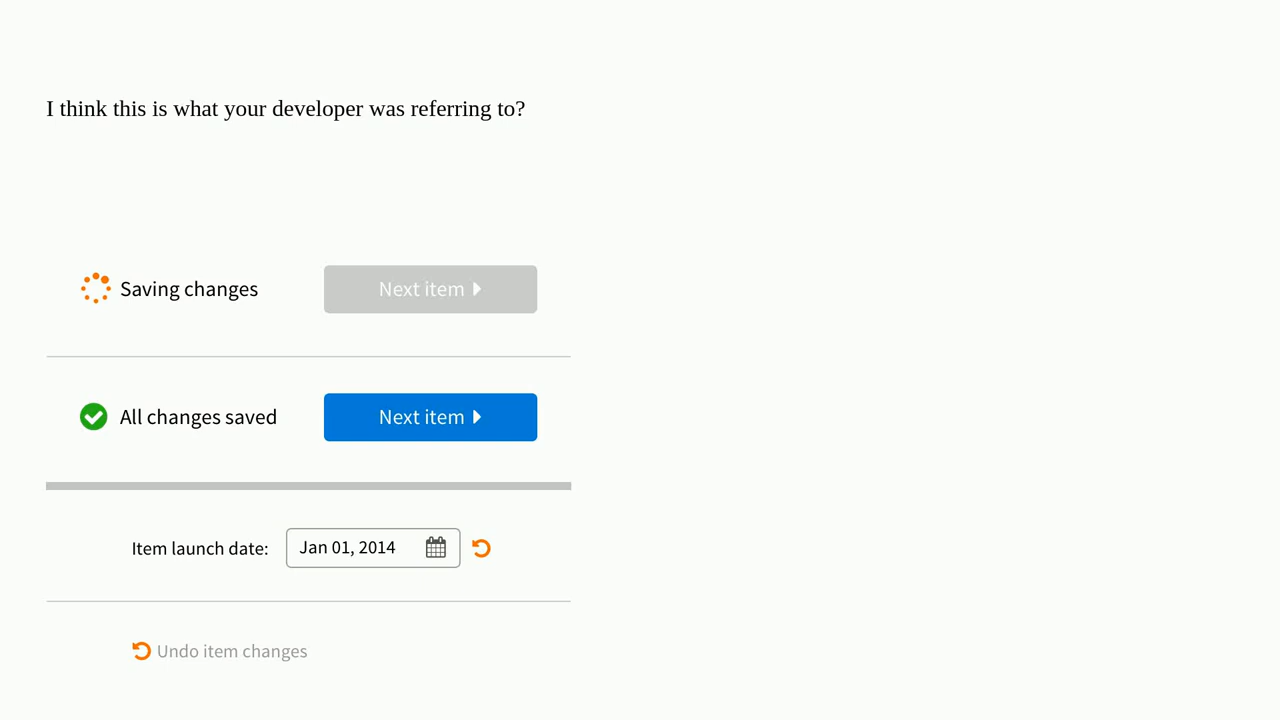 I think this is what your developer was referring to?
Saving changes Next item
All changes saved Next item
Item launch date: Jan 01, 2014
Undo item changes